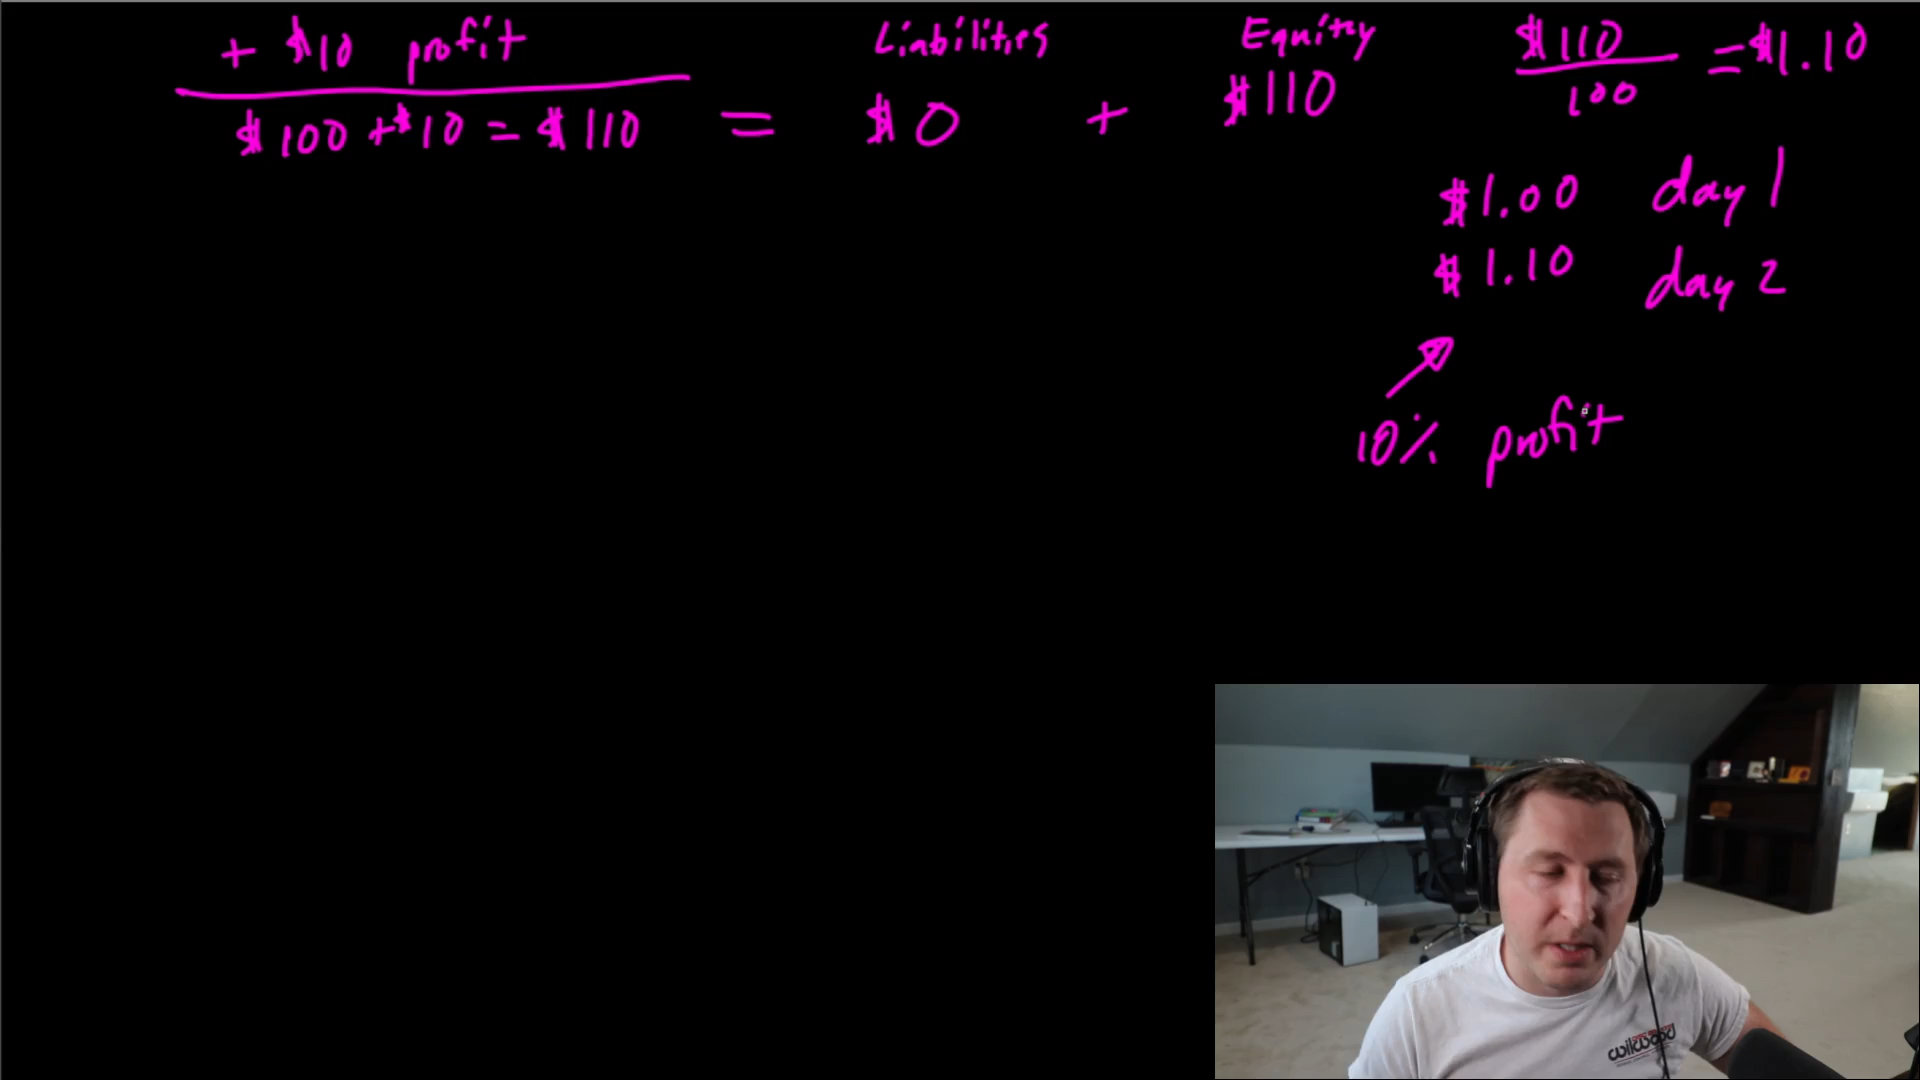 + $10 profit
$100 + $10 = $110 = $0 + $110
Liabilities
Equity
$110
100
= $1.10
$1.00 day 1
$1.10 day 2
10% profit
wilwood